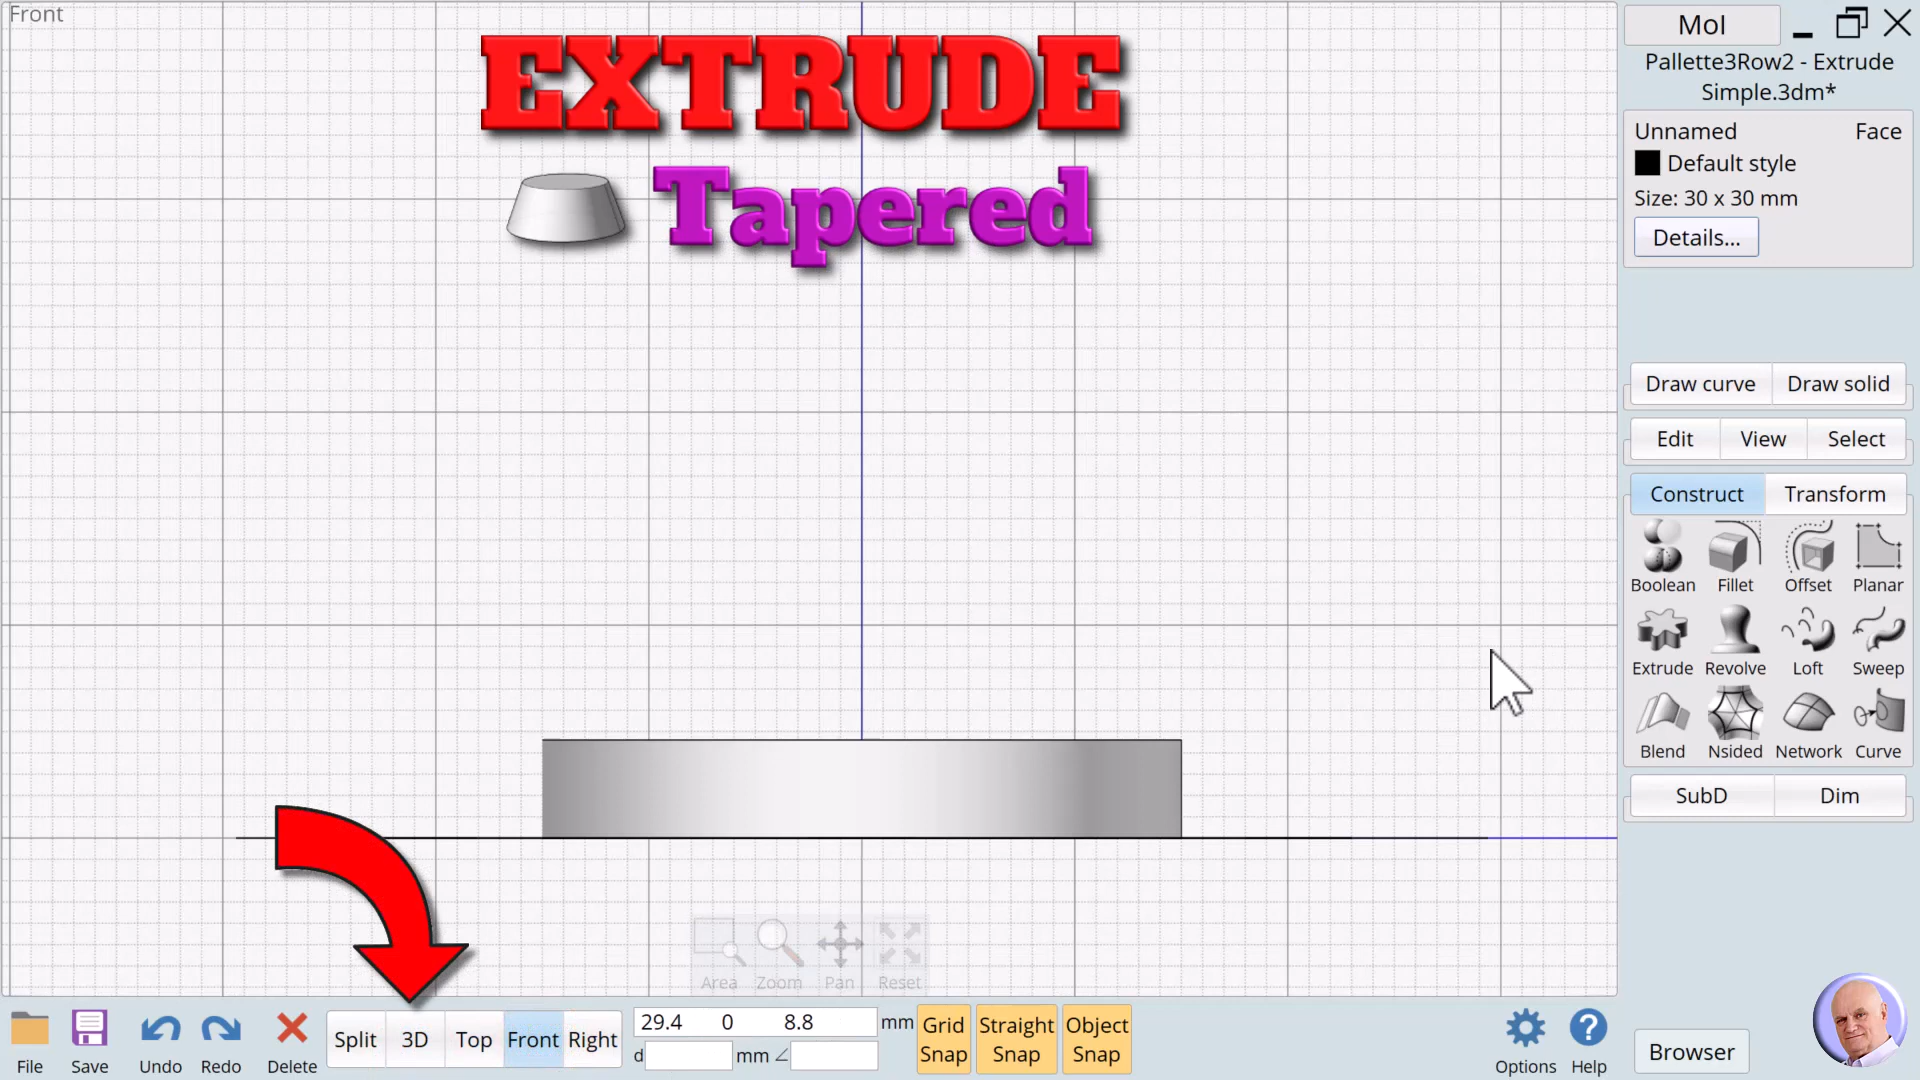 Front
EXTRUDE
Tapered
MoI
Pallette3Row2 - Extrude
Simple.3dm*
Unnamed Face
Default style
Size: 30 x 30 mm
Details...
Draw curve Draw solid
Edit View Select
Construct Transform
Boolean Fillet Offset Planar
Extrude Revolve Loft Sweep
Blend Nsided Network Curve
SubD Dim
Area Zoom Pan Reset
File Save Undo Redo Delete
Split 3D Top Front Right
29.4 0 8.8 mm
d mm ∠
Grid
Snap
Straight
Snap
Object
Snap
Options Help
Browser